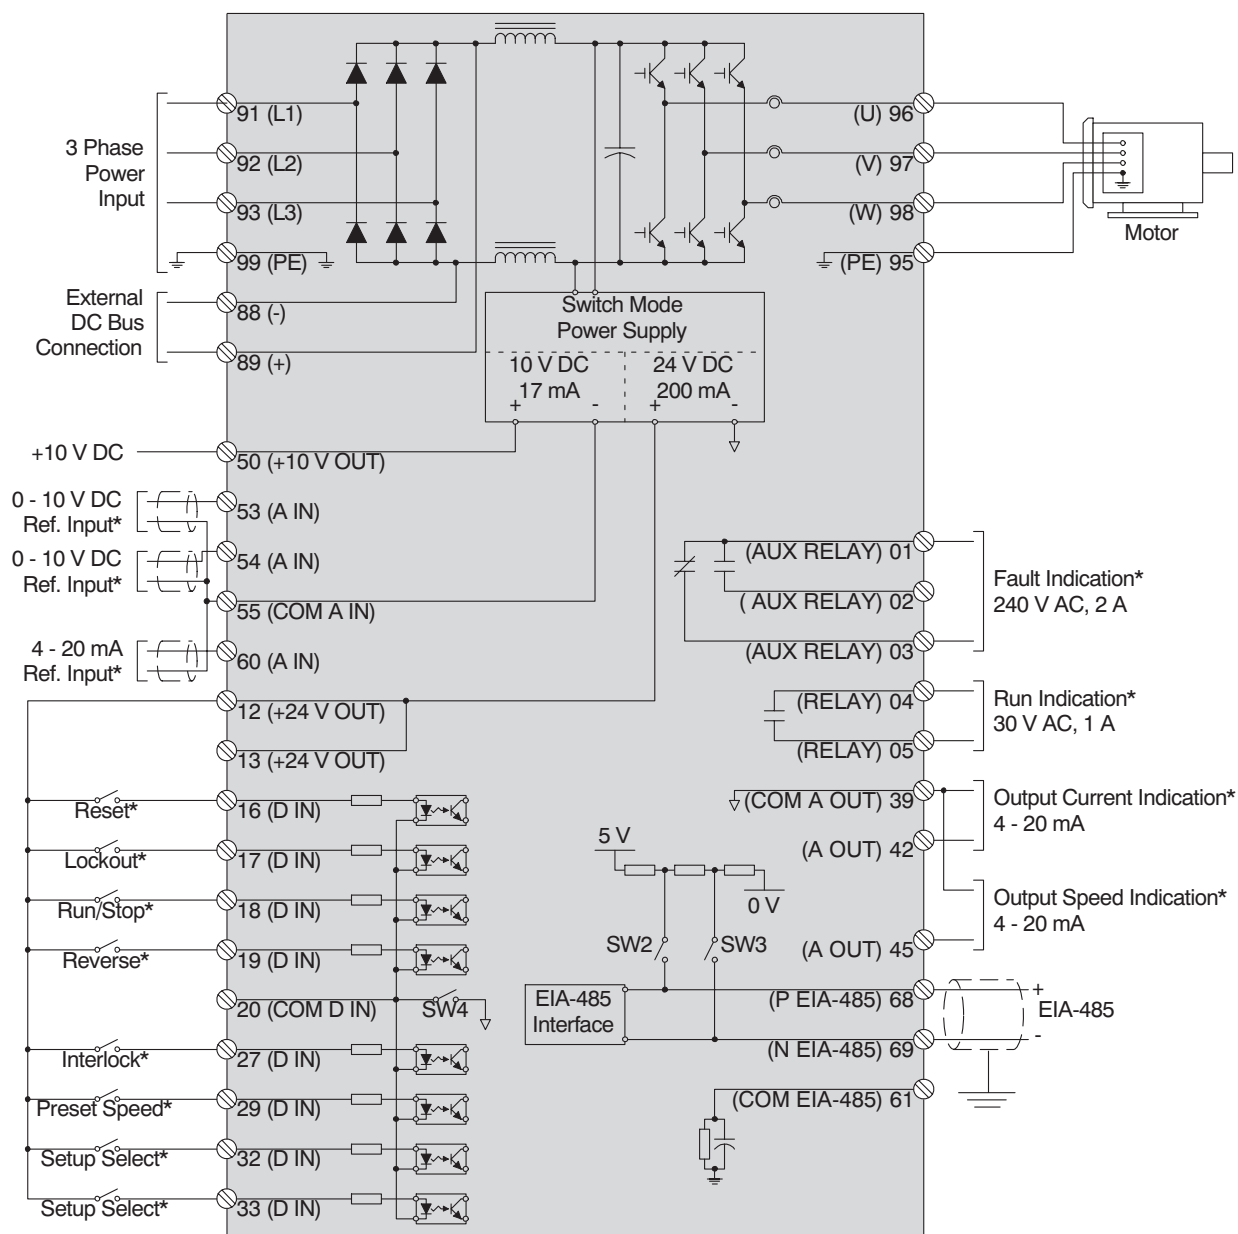 3 Phase
Power
Input
91 (L1)
92 (L2)
93 (L3)
99 (PE)
External
DC Bus
Connection
88 (-)
89 (+)
(U) 96
(V) 97
(W) 98
(PE) 95
Motor
Switch Mode
Power Supply
10 V DC
17 mA
+ -
24 V DC
200 mA
+ -
+10 V DC
50 (+10 V OUT)
0 - 10 V DC
Ref. Input*
53 (A IN)
0 - 10 V DC
Ref. Input*
54 (A IN)
55 (COM A IN)
4 - 20 mA
Ref. Input*
60 (A IN)
12 (+24 V OUT)
13 (+24 V OUT)
Reset*
16 (D IN)
Lockout*
17 (D IN)
Run/Stop*
18 (D IN)
Reverse*
19 (D IN)
20 (COM D IN)
SW4
Interlock*
27 (D IN)
Preset Speed*
29 (D IN)
Setup Select*
32 (D IN)
Setup Select*
33 (D IN)
(AUX RELAY) 01
( AUX RELAY) 02
(AUX RELAY) 03
Fault Indication*
240 V AC, 2 A
(RELAY) 04
(RELAY) 05
Run Indication*
30 V AC, 1 A
(COM A OUT) 39
(A OUT) 42
Output Current Indication*
4 - 20 mA
(A OUT) 45
Output Speed Indication*
4 - 20 mA
5 V
0 V
SW2
SW3
EIA-485
Interface
(P EIA-485) 68
(N EIA-485) 69
+
EIA-485
-
(COM EIA-485) 61